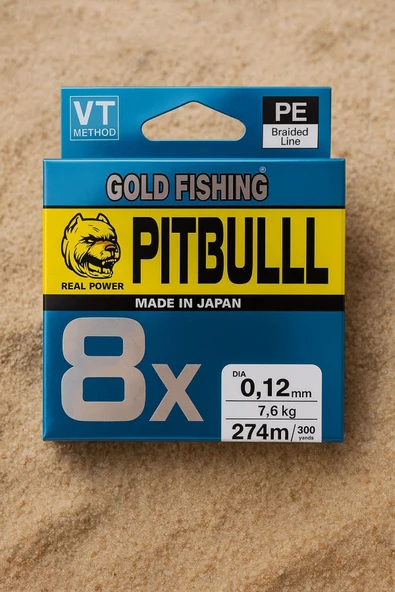 VT
METHOD
PE
Braided
Line
GOLD FISHING®
PITBULLL
REAL POWER
MADE IN JAPAN
8x
DIA
0,12mm
7,6 kg
274m/300
yards